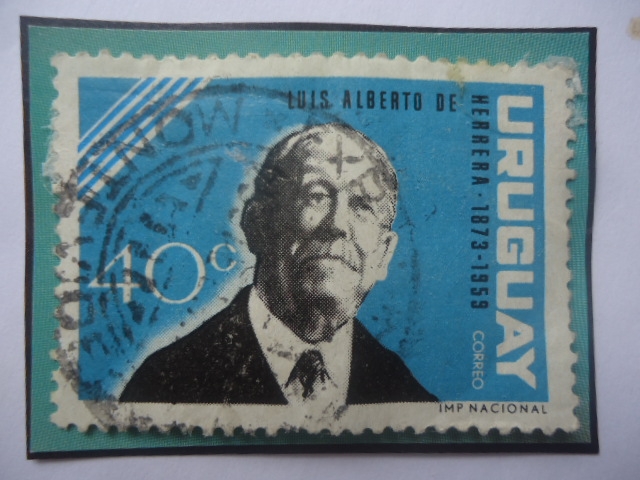 LUIS ALBERTO DE
HERRERA · 1873-1959
URUGUAY
CORREO
40c
IMP NACIONAL